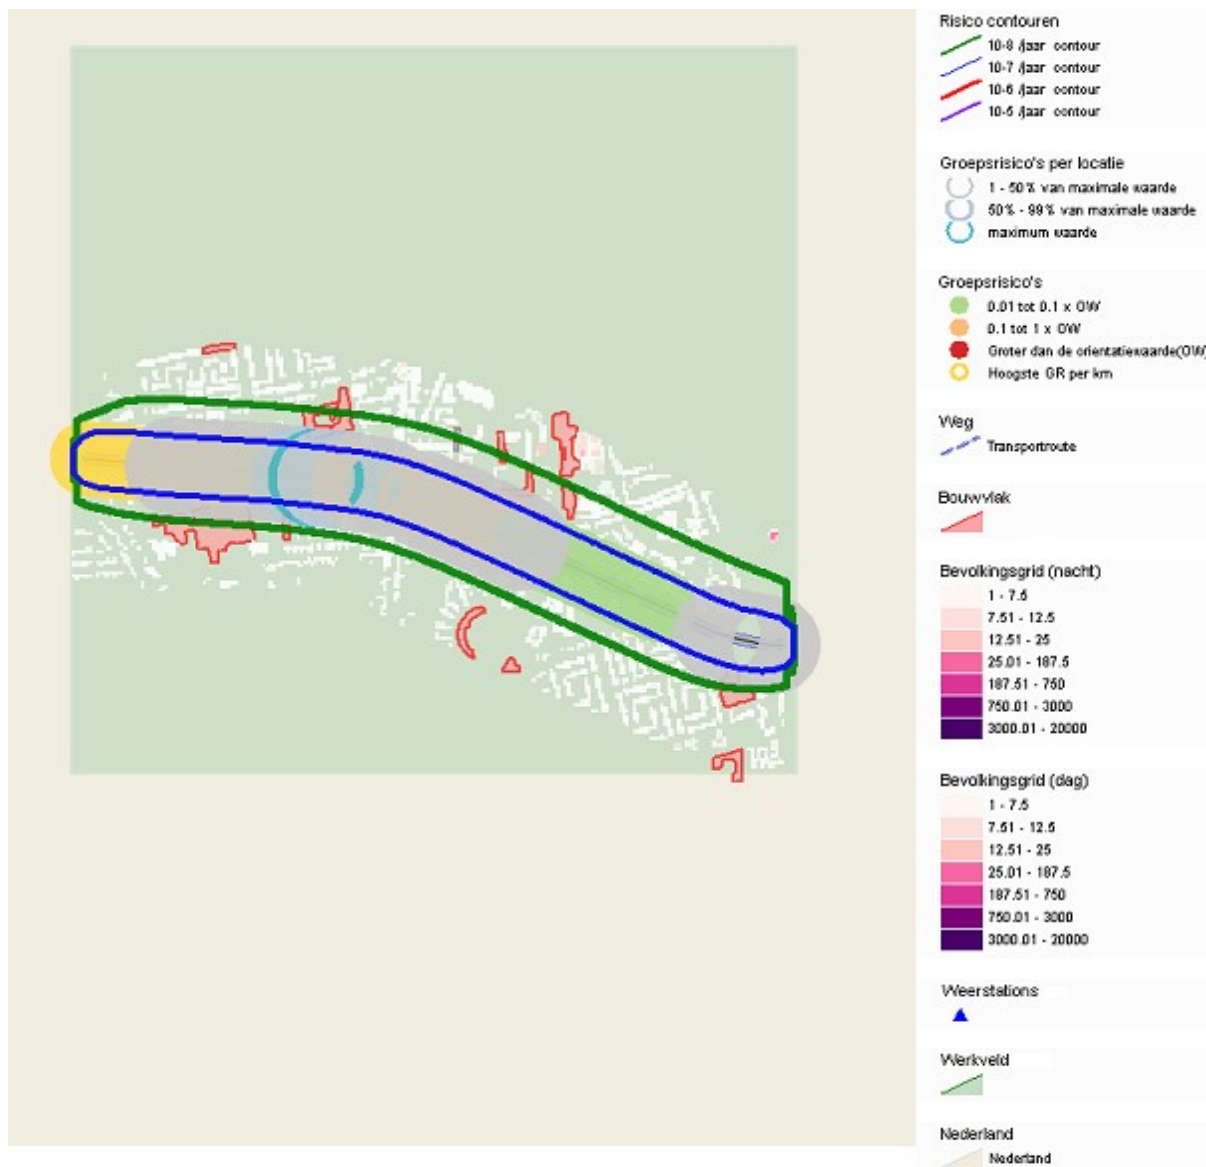 Risico contouren
10-8 /jaar contour
10-7 /jaar contour
10-6 /jaar contour
10-5 /jaar contour
Groepsrisico's per locatie
1 - 50% van maximale waarde
50% - 99% van maximale waarde
maximum waarde
Groepsrisico's
0.01 tot 0.1 x OW
0.1 tot 1 x OW
Groter dan de orientatiewaarde(OW)
Hoogste GR per km
Weg
Transportroute
Bouwvlak
Bevolkingsgrid (nacht)
1 - 7.5
7.51 - 12.5
12.51 - 25
25.01 - 187.5
187.51 - 750
750.01 - 3000
3000.01 - 20000
Bevolkingsgrid (dag)
1 - 7.5
7.51 - 12.5
12.51 - 25
25.01 - 187.5
187.51 - 750
750.01 - 3000
3000.01 - 20000
Weerstations
Werkveld
Nederland
Nederland